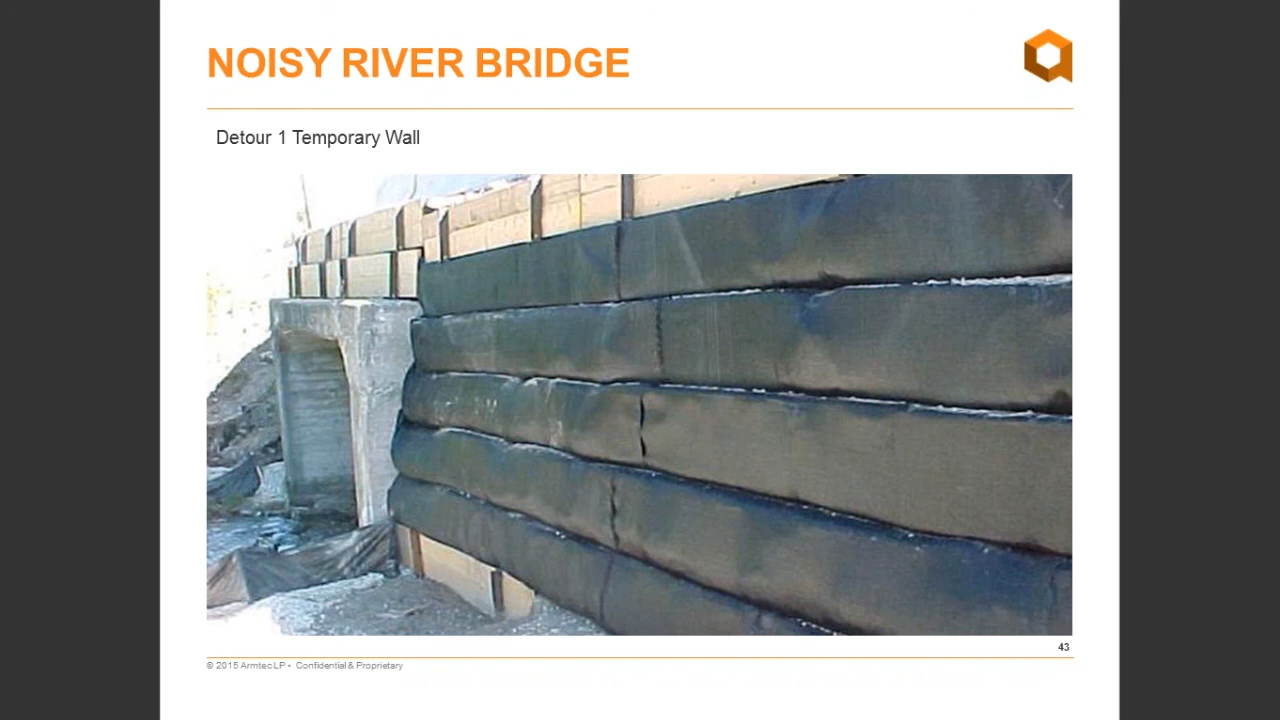 NOISY RIVER BRIDGE
Detour 1 Temporary Wall
43
© 2015 Armtec LP • Confidential & Proprietary